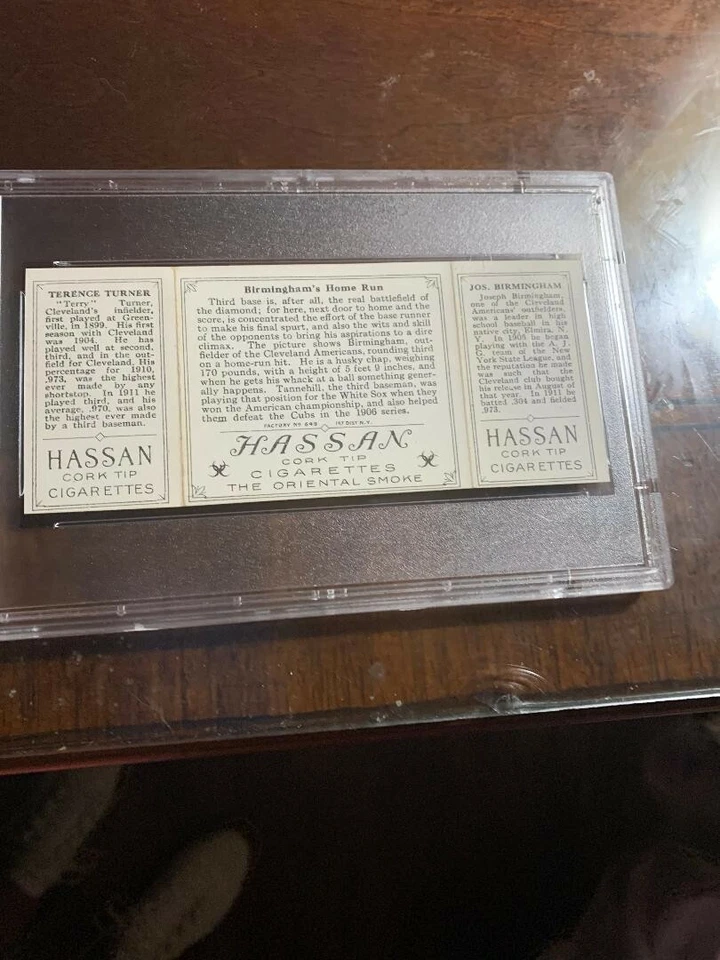 TERENCE TURNER
"Terry" Turner,
Cleveland's infielder,
first played at Green-
ville, in 1899. His first
season with Cleveland
was 1904. He has
played well at second,
third, and in the out-
field for Cleveland. His
percentage for 1910,
.973, was the highest
ever made by any
shortstop. In 1911 he
played third, and his
average, .970, was also
the highest ever made
by a third baseman.
HASSAN
CORK TIP
CIGARETTES
Birmingham's Home Run
Third base is, after all, the real battlefield of
the diamond; for here, next door to home and the
score, is concentrated the effort of the base runner
to make his final spurt, and also the wits and skill
of the opponents to bring his aspirations to a dire
climax. The picture shows Birmingham, out-
fielder of the Cleveland Americans, rounding third
on a home-run hit. He is a husky chap, weighing
170 pounds, with a height of 5 feet 9 inches, and
when he gets his whack at a ball something gener-
ally happens. Tannehill, the third baseman, was
playing that position for the White Sox when they
won the American championship, and also helped
them defeat the Cubs in the 1906 series.
FACTORY No 649 1ST DIST. N.Y.
HASSAN
CORK TIP
CIGARETTES
THE ORIENTAL SMOKE
JOS. BIRMINGHAM
Joseph Birmingham,
one of the Cleveland
Americans' outfielders,
was a leader in high
school baseball in his
native city, Elmira, N.
Y. In 1905 he began
playing with the A. J.
G. team of the New
York State League, and
the reputation he made
was such that the
Cleveland club bought
his release in August of
that year. In 1911 he
batted .304 and fielded
.973.
HASSAN
CORK TIP
CIGARETTES